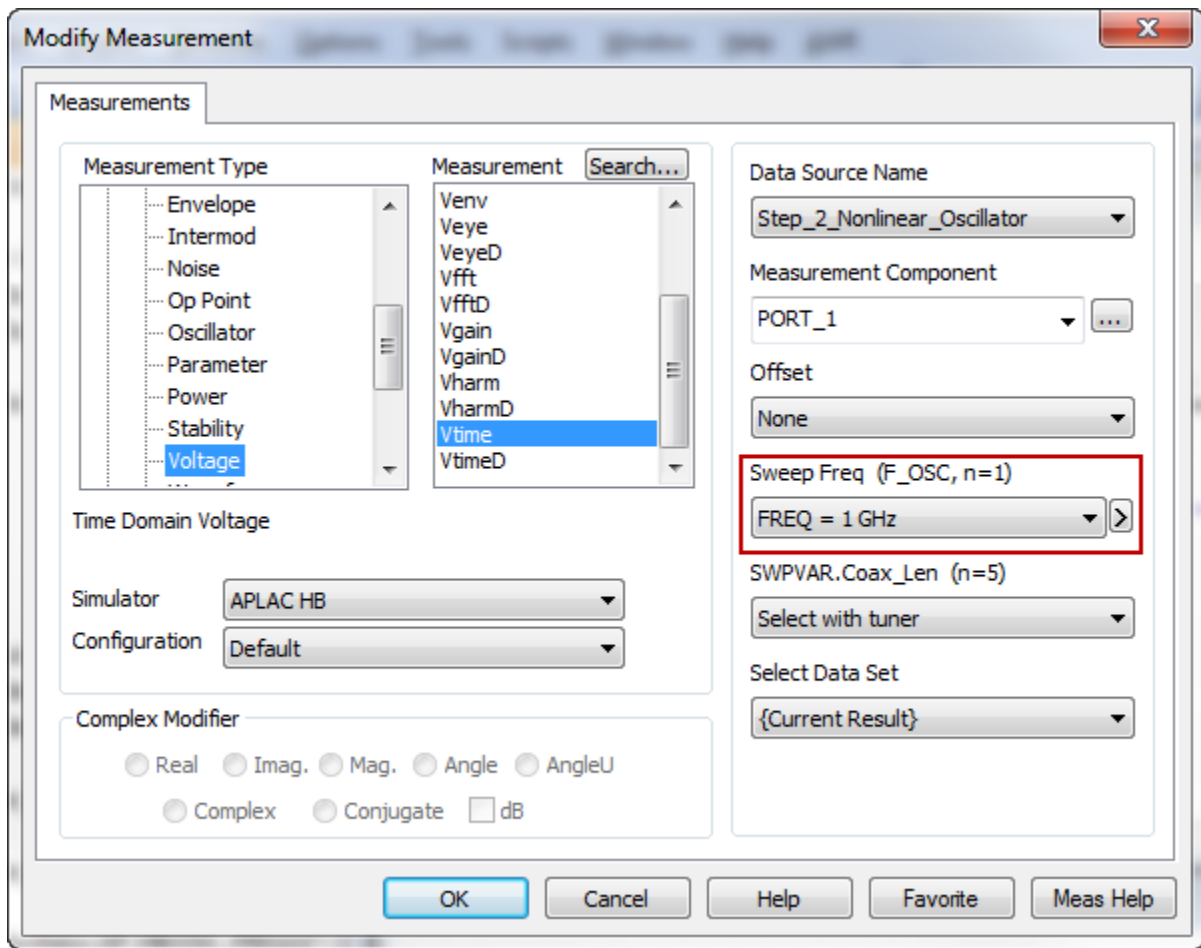 Modify Measurement
Measurements
Measurement Type
Envelope
Intermod
Noise
Op Point
Oscillator
Parameter
Power
Stability
Voltage
Measurement
Search...
Venv
Veye
VeyeD
Vfft
VfftD
Vgain
VgainD
Vharm
VharmD
Vtime
VtimeD
Time Domain Voltage
Simulator
APLAC HB
Configuration
Default
Complex Modifier
Real Imag. Mag. Angle AngleU
Complex Conjugate dB
Data Source Name
Step_2_Nonlinear_Oscillator
Measurement Component
PORT_1
...
Offset
None
Sweep Freq (F_OSC, n=1)
FREQ = 1 GHz
>
SWPVAR.Coax_Len (n=5)
Select with tuner
Select Data Set
{Current Result}
OK Cancel Help Favorite Meas Help